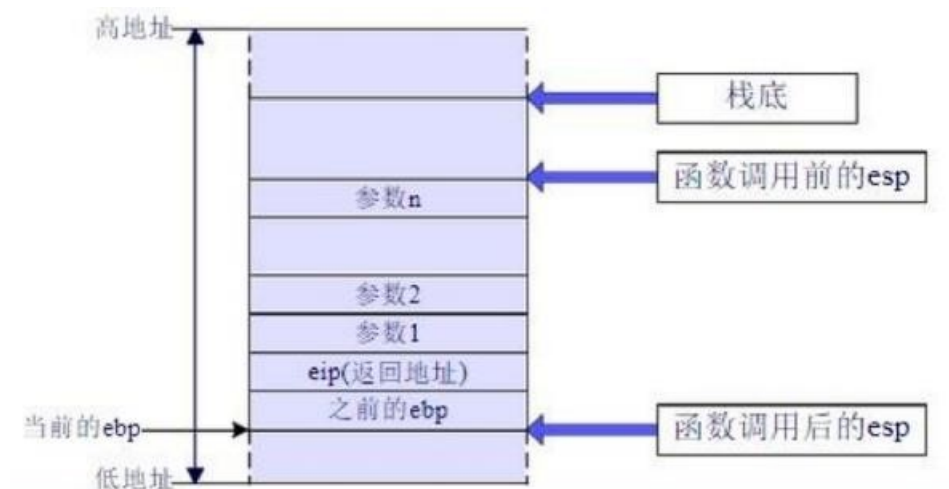 高地址
栈底
函数调用前的esp
参数n
参数2
参数1
eip(返回地址)
之前的ebp
当前的ebp
函数调用后的esp
低地址